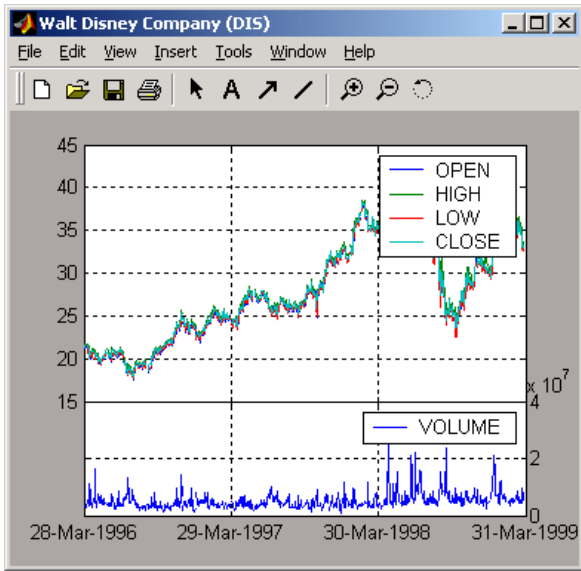 Walt Disney Company (DIS)
File Edit View Insert Tools Window Help
A
45
40
35
30
25
20
15
OPEN
HIGH
LOW
CLOSE
x 10^7
4
VOLUME
2
0
28-Mar-1996 29-Mar-1997 30-Mar-1998 31-Mar-1999